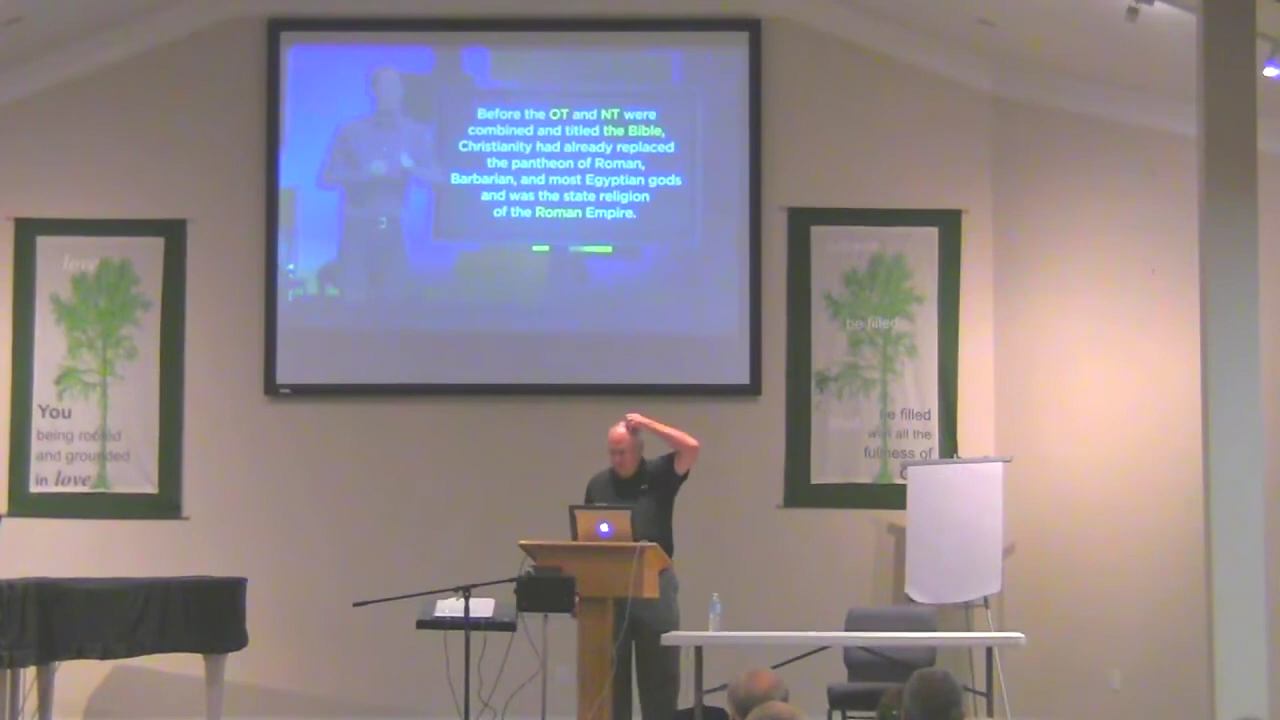 Before the OT and NT were
combined and titled the Bible,
Christianity had already replaced
the pantheon of Roman,
Barbarian, and most Egyptian gods
and was the state religion
of the Roman Empire.
love
You
being rooted
and grounded
in love
be filled
be filled
with all the
fullness of